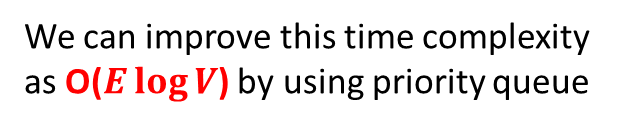 We can improve this time complexity
as O(E log V) by using priority queue